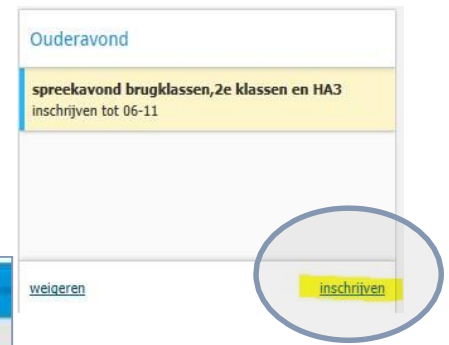 Ouderavond
spreekavond brugklassen,2e klassen en HA3
inschrijven tot 06-11
weigeren
inschrijven